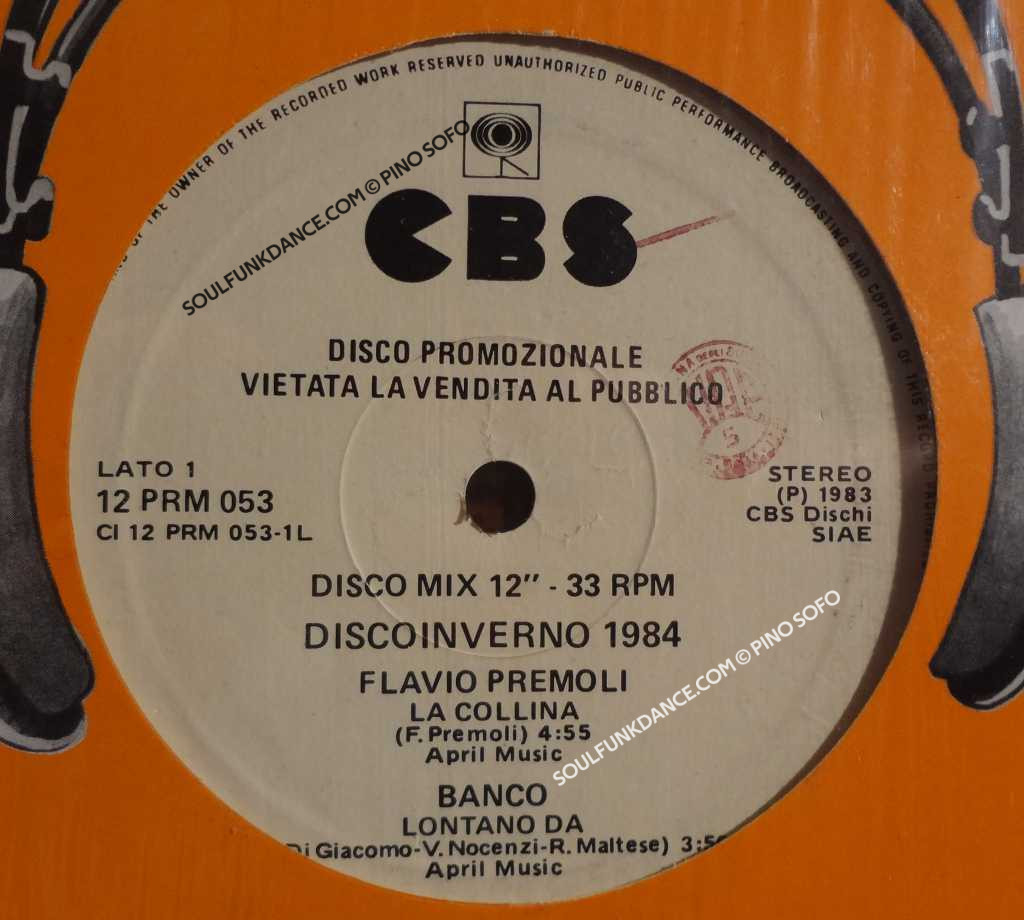 OF THE OWNER OF THE RECORDED WORK RESERVED UNAUTHORIZED PUBLIC PERFORMANCE BROADCASTING AND COPYING OF THIS RECORD
SOULFUNKDANCE.COM © PINO SOFO
CBS
DISCO PROMOZIONALE
VIETATA LA VENDITA AL PUBBLICO
LATO 1
12 PRM 053
CI 12 PRM 053-1L
STEREO
(P) 1983
CBS Dischi
SIAE
DISCO MIX 12" - 33 RPM
DISCOINVERNO 1984
FLAVIO PREMOLI
LA COLLINA
(F. Premoli) 4:55
April Music
SOULFUNKDANCE.COM © PINO SOFO
BANCO
LONTANO DA
Di Giacomo-V. Nocenzi-R. Maltese)
April Music